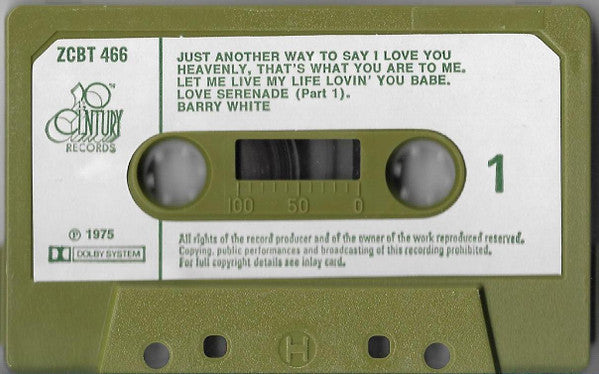 ZCBT 466
JUST ANOTHER WAY TO SAY I LOVE YOU
HEAVENLY, THAT'S WHAT YOU ARE TO ME.
LET ME LIVE MY LIFE LOVIN' YOU BABE.
LOVE SERENADE (Part 1).
BARRY WHITE
20
TH
CENTURY
RECORDS
1
100 50 0
Ⓟ 1975
DOLBY SYSTEM
All rights of the record producer and of the owner of the work reproduced reserved.
Copying, public performances and broadcasting of this recording prohibited.
For full copyright details see inlay card.
H